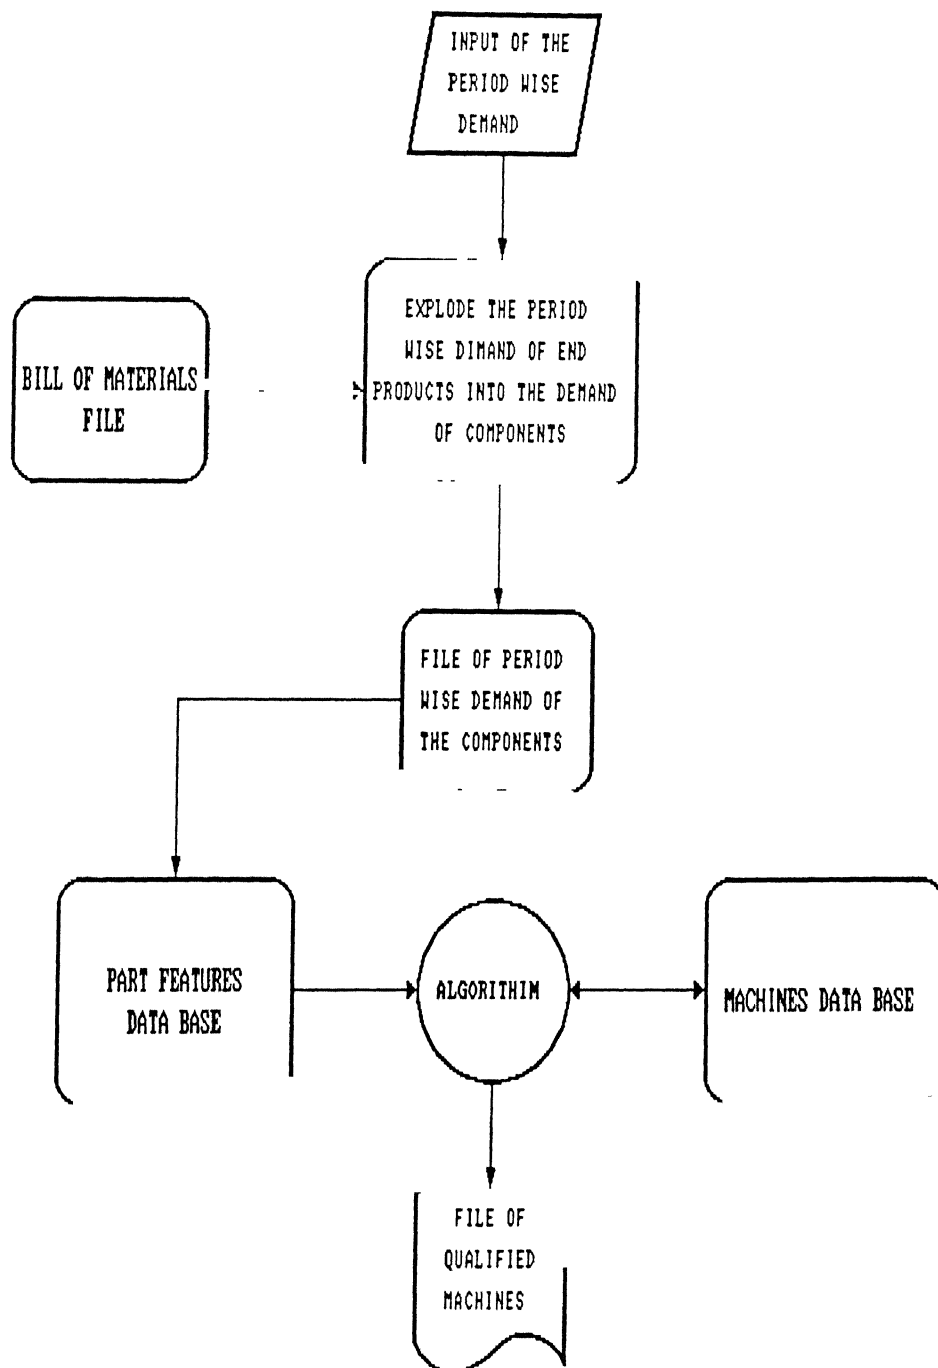 INPUT OF THE
PERIOD WISE
DEMAND
EXPLODE THE PERIOD
WISE DIMAND OF END
PRODUCTS INTO THE DEMAND
OF COMPONENTS
BILL OF MATERIALS
FILE
FILE OF PERIOD
WISE DEMAND OF
THE COMPONENTS
PART FEATURES
DATA BASE
ALGORITHIM
MACHINES DATA BASE
FILE OF
QUALIFIED
MACHINES